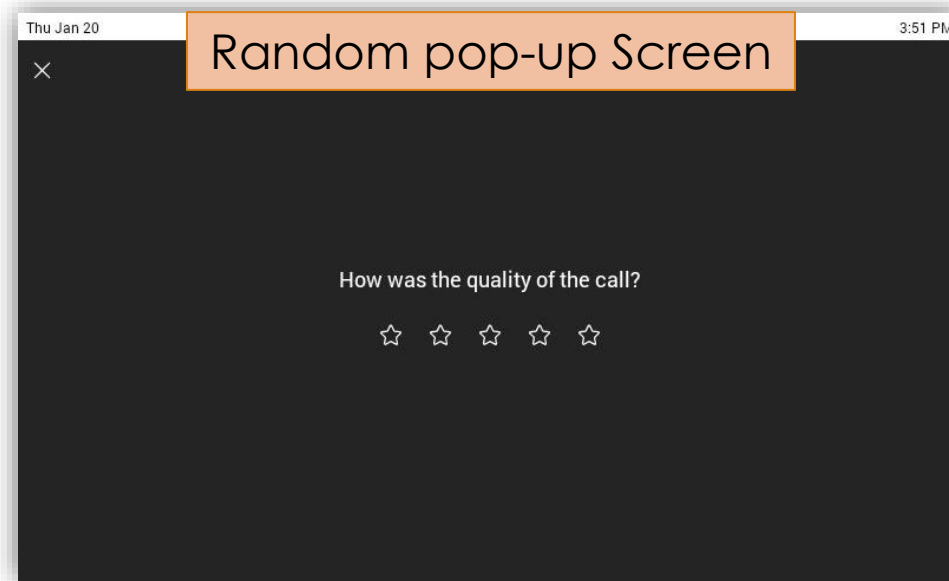 Thu Jan 20
Random pop-up Screen
3:51 PM
How was the quality of the call?